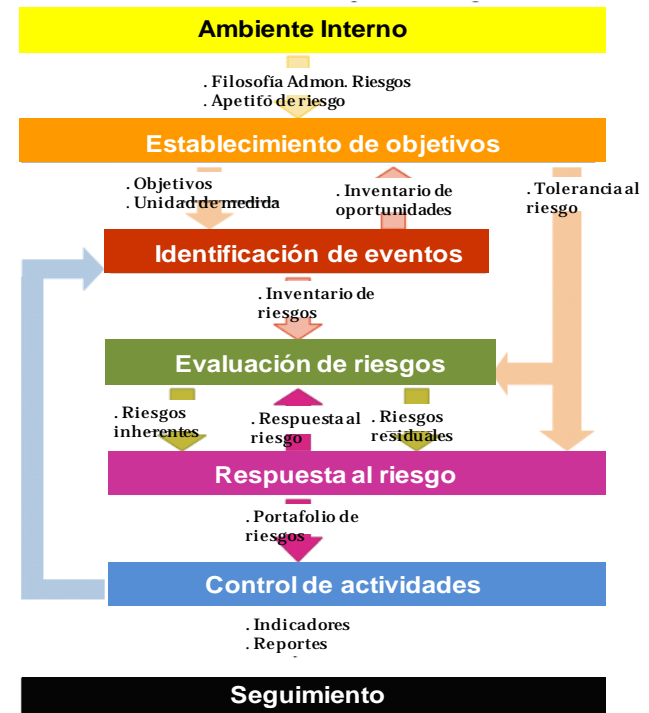 Ambiente Interno
. Filosofía Admon. Riesgos
. Apetito de riesgo
Establecimiento de objetivos
. Objetivos
. Unidad de medida
. Inventario de
oportunidades
. Tolerancia al
riesgo
Identificación de eventos
. Inventario de
riesgos
Evaluación de riesgos
. Riesgos
inherentes
. Respuesta al
riesgo
. Riesgos
residuales
Respuesta al riesgo
. Portafolio de
riesgos
Control de actividades
. Indicadores
. Reportes
Seguimiento